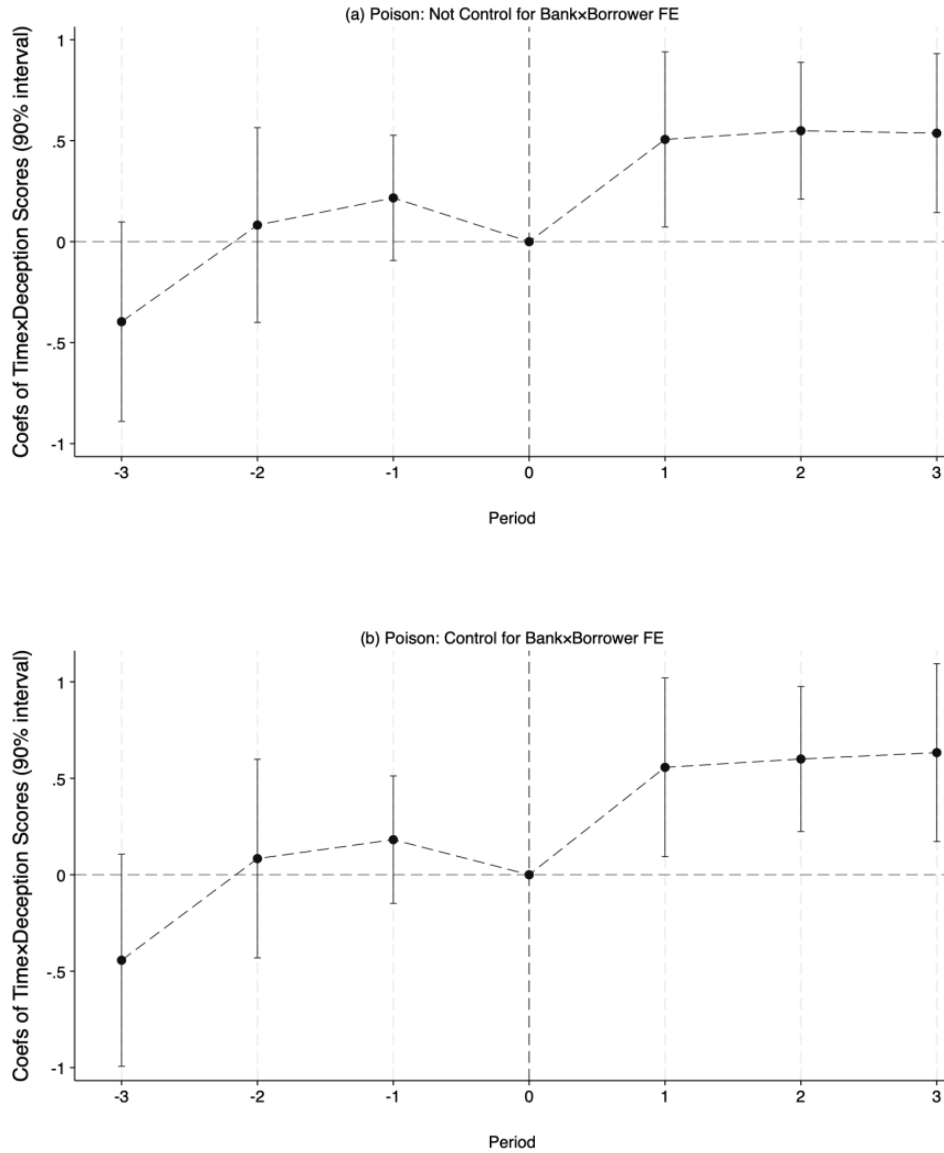 (a) Poison: Not Control for Bank×Borrower FE
Coefs of Time×Deception Scores (90% interval)
1
.5
0
-.5
-1
-3 -2 -1 0 1 2 3
Period
(b) Poison: Control for Bank×Borrower FE
Coefs of Time×Deception Scores (90% interval)
1
.5
0
-.5
-1
-3 -2 -1 0 1 2 3
Period